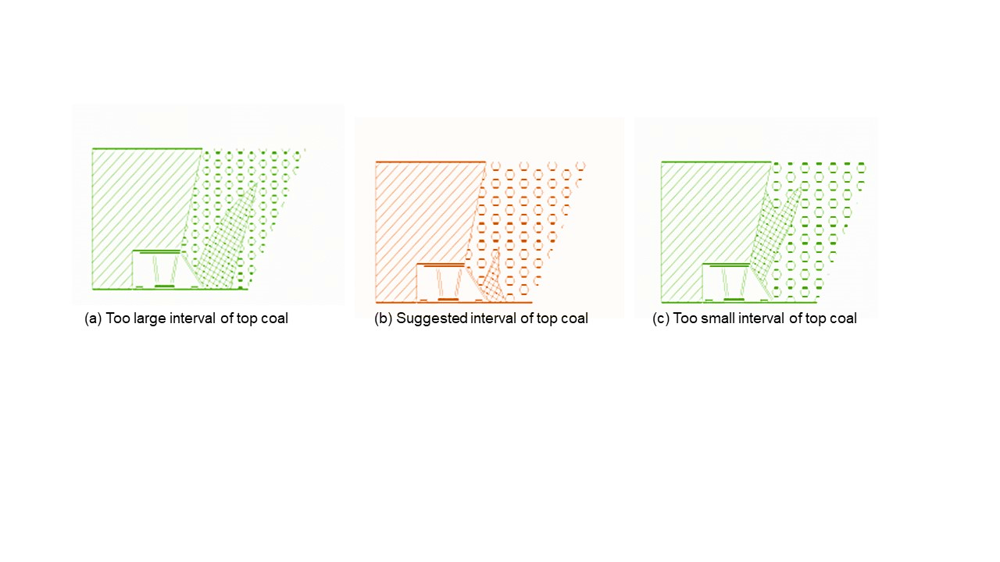 (a) Too large interval of top coal
(b) Suggested interval of top coal
(c) Too small interval of top coal